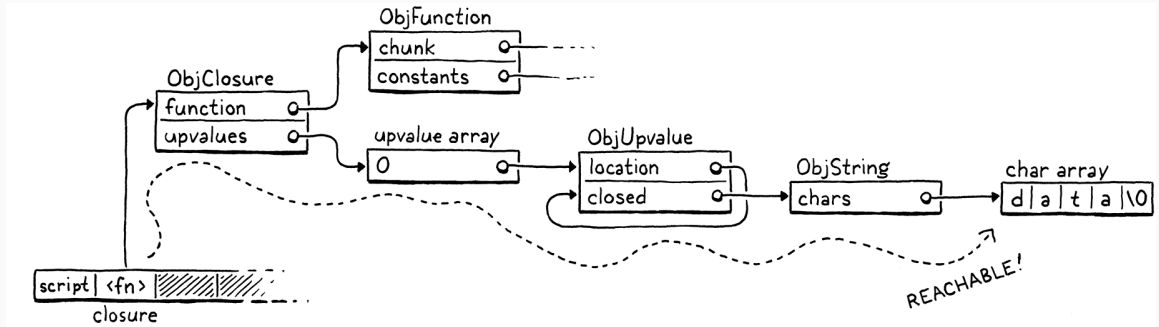 ObjFunction
chunk
constants
ObjClosure
function
upvalues
upvalue array
0
ObjUpvalue
location
closed
ObjString
chars
char array
d|a|t|a|\0
REACHABLE!
script| <fn> |
closure